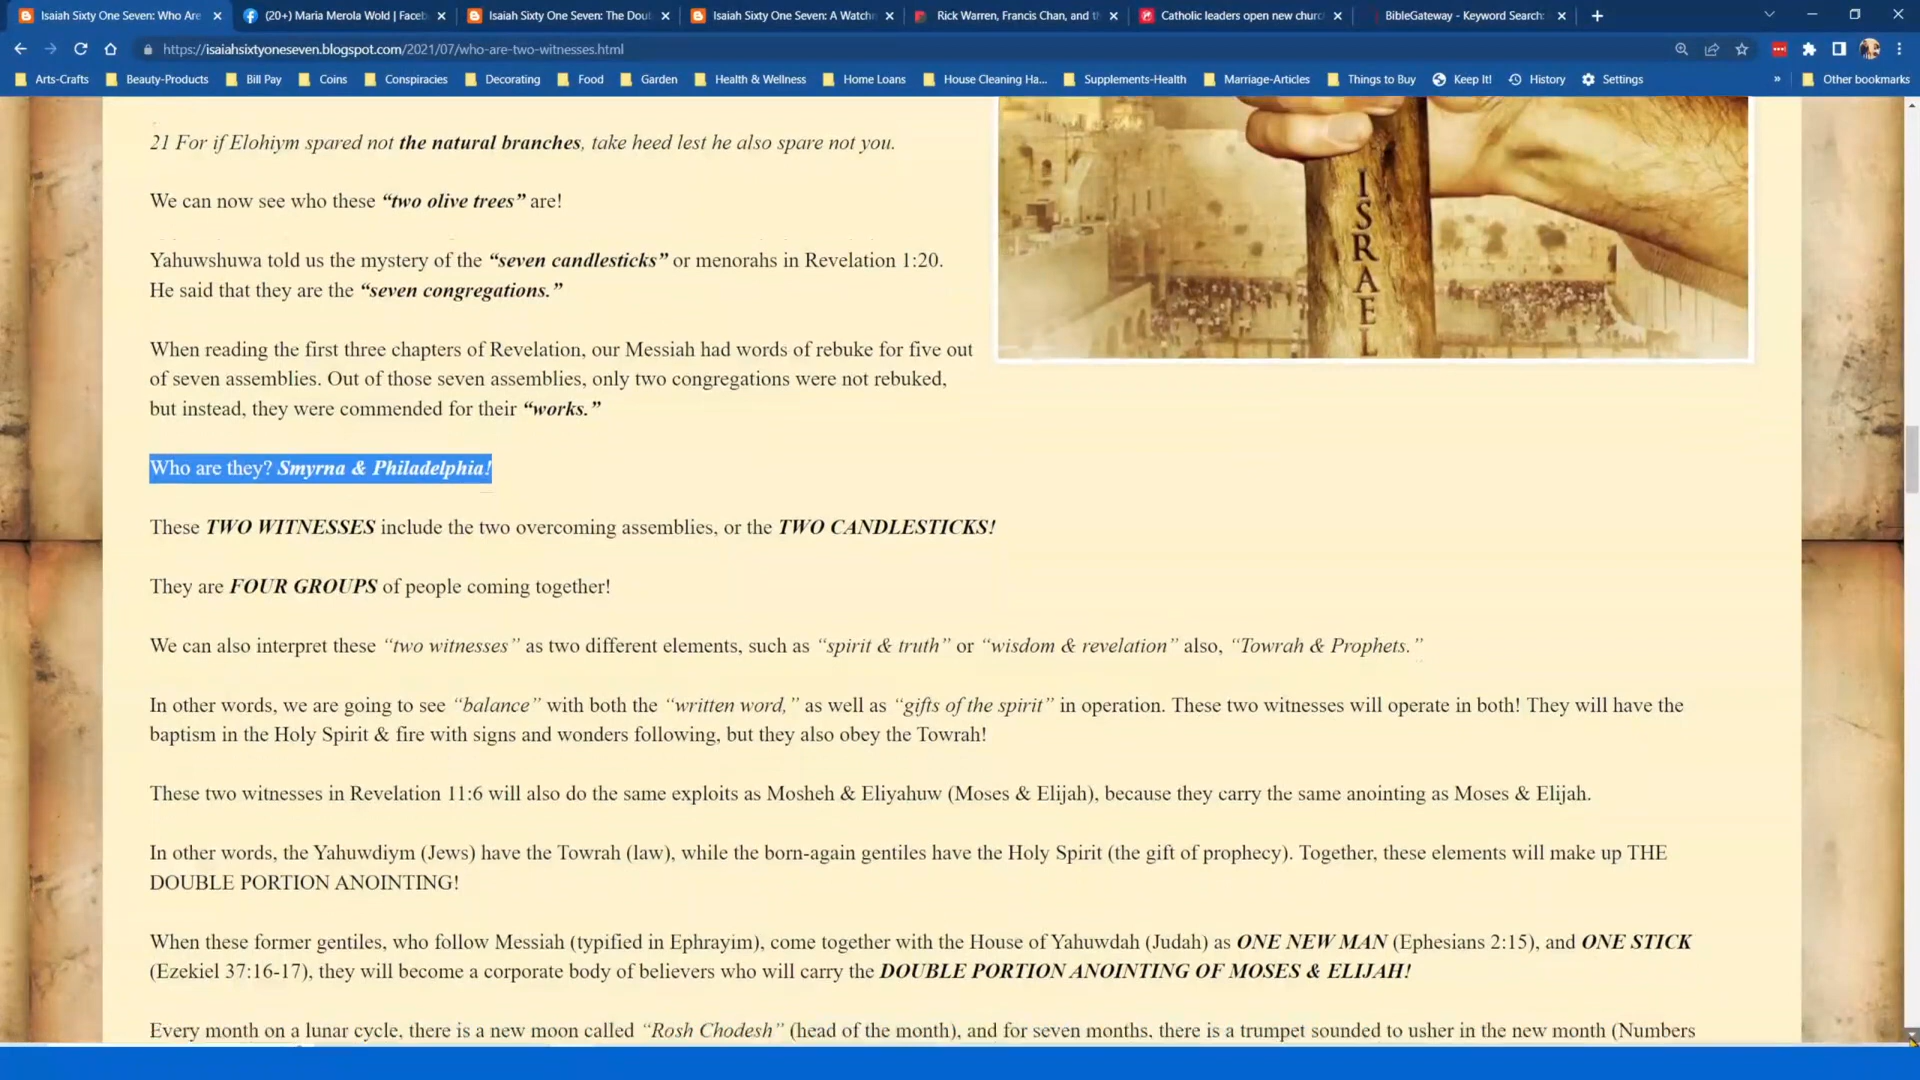 Isaiah Sixty One Seven: Who Are
(20+) Maria Merola Wold | Faceb
Isaiah Sixty One Seven: The Dou
Isaiah Sixty One Seven: A Watch
Rick Warren, Francis Chan, and t
Catholic leaders open new churc
BibleGateway - Keyword Search:
https://isaiahsixtyoneseven.blogspot.com/2021/07/who-are-two-witnesses.html
Arts-Crafts Beauty-Products Bill Pay Coins Conspiracies Decorating Food Garden Health & Wellness Home Loans House Cleaning Ha... Supplements-Health Marriage-Articles Things to Buy Keep It! History Settings » Other bookmarks
21 For if Elohiym spared not the natural branches, take heed lest he also spare not you.
We can now see who these “two olive trees” are!
Yahuwshuwa told us the mystery of the “seven candlesticks” or menorahs in Revelation 1:20.
He said that they are the “seven congregations.”
When reading the first three chapters of Revelation, our Messiah had words of rebuke for five out
of seven assemblies. Out of those seven assemblies, only two congregations were not rebuked,
but instead, they were commended for their “works.”
ISRAEL
Who are they? Smyrna & Philadelphia!
These TWO WITNESSES include the two overcoming assemblies, or the TWO CANDLESTICKS!
They are FOUR GROUPS of people coming together!
We can also interpret these “two witnesses” as two different elements, such as “spirit & truth” or “wisdom & revelation” also, “Towrah & Prophets.”
In other words, we are going to see “balance” with both the “written word,” as well as “gifts of the spirit” in operation. These two witnesses will operate in both! They will have the
baptism in the Holy Spirit & fire with signs and wonders following, but they also obey the Towrah!
These two witnesses in Revelation 11:6 will also do the same exploits as Mosheh & Eliyahuw (Moses & Elijah), because they carry the same anointing as Moses & Elijah.
In other words, the Yahuwdiym (Jews) have the Towrah (law), while the born-again gentiles have the Holy Spirit (the gift of prophecy). Together, these elements will make up THE
DOUBLE PORTION ANOINTING!
When these former gentiles, who follow Messiah (typified in Ephrayim), come together with the House of Yahuwdah (Judah) as ONE NEW MAN (Ephesians 2:15), and ONE STICK
(Ezekiel 37:16-17), they will become a corporate body of believers who will carry the DOUBLE PORTION ANOINTING OF MOSES & ELIJAH!
Every month on a lunar cycle, there is a new moon called “Rosh Chodesh” (head of the month), and for seven months, there is a trumpet sounded to usher in the new month (Numbers